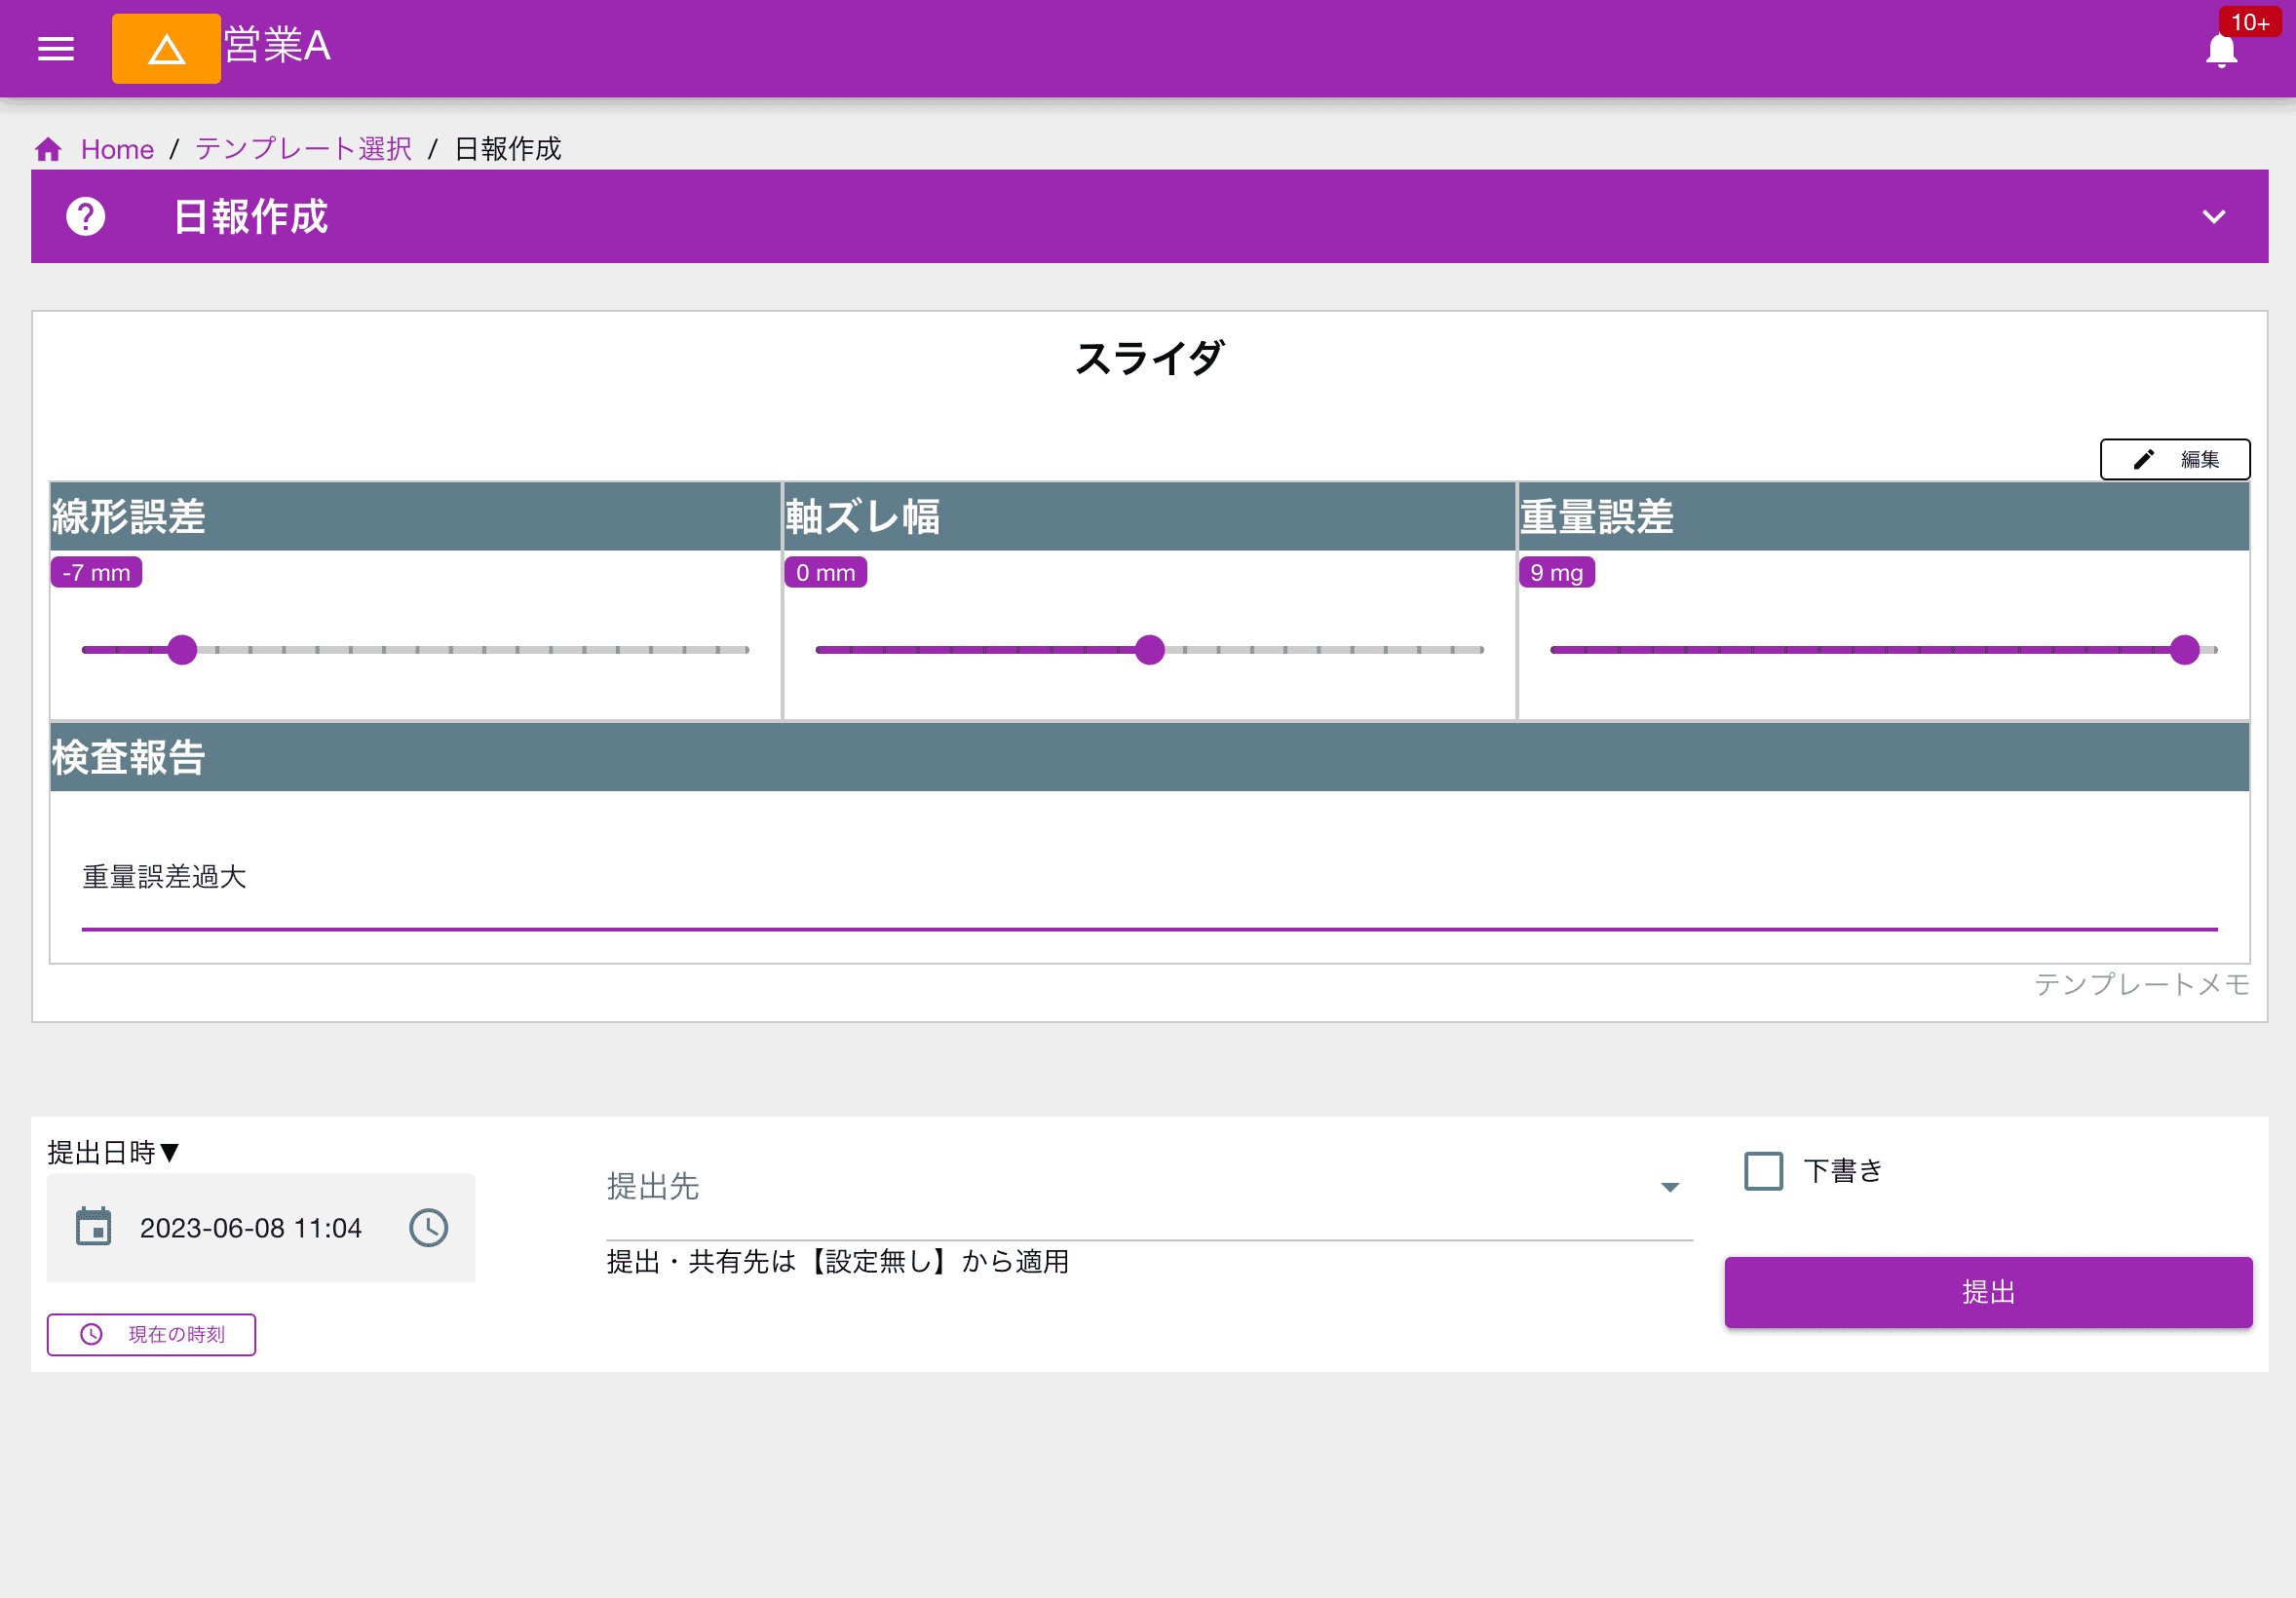 営業A
10+
Home / テンプレート選択 / 日報作成
日報作成
スライダ
編集
線形誤差 軸ズレ幅 重量誤差
-7 mm 0 mm 9 mg
検査報告
重量誤差過大
テンプレートメモ
提出日時▼
2023-06-08 11:04
現在の時刻
提出先
提出・共有先は【設定無し】から適用
下書き
提出